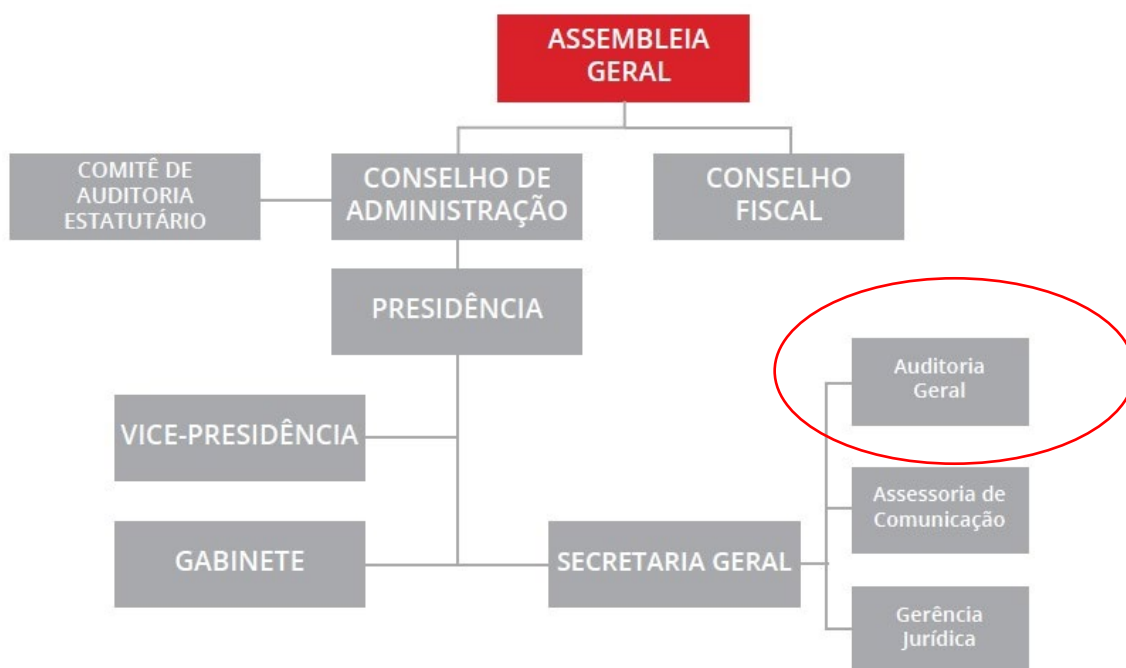 ASSEMBLEIA
GERAL
COMITÊ DE
AUDITORIA
ESTATUTÁRIO
CONSELHO DE
ADMINISTRAÇÃO
CONSELHO
FISCAL
PRESIDÊNCIA
Auditoria
Geral
VICE-PRESIDÊNCIA
Assessoria de
Comunicação
GABINETE
SECRETARIA GERAL
Gerência
Jurídica